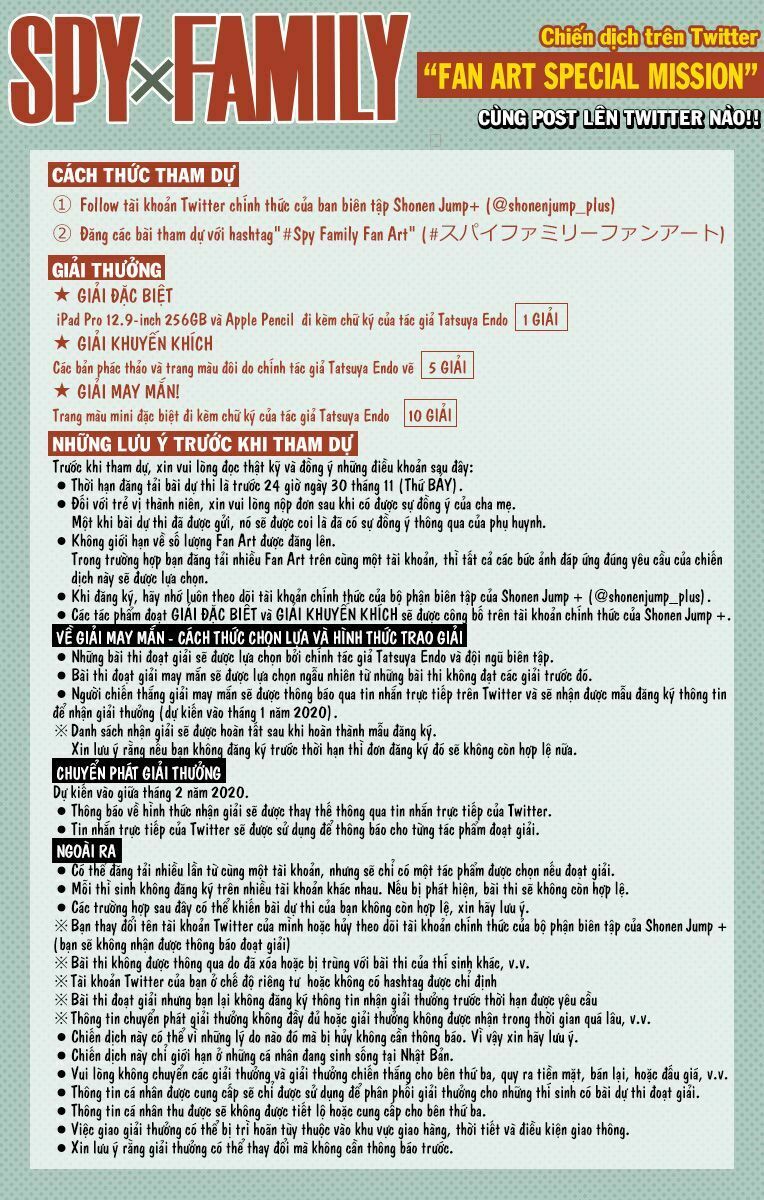 SPY×FAMILY
Chiến dịch trên Twitter
“FAN ART SPECIAL MISSION”
CÙNG POST LÊN TWITTER NÀO!!
CÁCH THỨC THAM DỰ
① Follow tài khoản Twitter chính thức của ban biên tập Shonen Jump+ (@shonenjump_plus)
② Đăng các bài tham dự với hashtag"#Spy Family Fan Art" (#スパイファミリーファンアート)
GIẢI THƯỞNG
★ GIẢI ĐẶC BIỆT
iPad Pro 12.9-inch 256GB và Apple Pencil đi kèm chữ ký của tác giả Tatsuya Endo 1 GIẢI
★ GIẢI KHUYẾN KHÍCH
Các bản phác thảo và trang màu đôi do chính tác giả Tatsuya Endo vẽ 5 GIẢI
★ GIẢI MAY MẮN!
Trang màu mini đặc biệt đi kèm chữ ký của tác giả Tatsuya Endo 10 GIẢI
NHỮNG LƯU Ý TRƯỚC KHI THAM DỰ
Trước khi tham dự, xin vui lòng đọc thật kỹ và đồng ý những điều khoản sau đây:
● Thời hạn đăng tải bài dự thi là trước 24 giờ ngày 30 tháng 11 (Thứ BẢY).
● Đối với trẻ vị thành niên, xin vui lòng nộp đơn sau khi có được sự đồng ý của cha mẹ.
Một khi bài dự thi đã được gửi, nó sẽ được coi là đã có sự đồng ý thông qua của phụ huynh.
● Không giới hạn về số lượng Fan Art được đăng lên.
Trong trường hợp bạn đăng tải nhiều Fan Art trên cùng một tài khoản, thì tất cả các bức ảnh đáp ứng đúng yêu cầu của chiến
dịch này sẽ được lựa chọn.
● Khi đăng ký, hãy nhớ luôn theo dõi tài khoản chính thức của bộ phận biên tập của Shonen Jump + (@shonenjump_plus).
● Các tác phẩm đoạt GIẢI ĐẶC BIỆT và GIẢI KHUYẾN KHÍCH sẽ được công bố trên tài khoản chính thức của Shonen Jump +.
VỀ GIẢI MAY MẮN - CÁCH THỨC CHỌN LỰA VÀ HÌNH THỨC TRAO GIẢI
● Những bài thi đoạt giải sẽ được lựa chọn bởi chính tác giả Tatsuya Endo và đội ngũ biên tập.
● Bài thi đoạt giải may mắn sẽ được lựa chọn ngẫu nhiên từ những bài thi không đạt các giải trước đó.
● Người chiến thắng giải may mắn sẽ được thông báo qua tin nhắn trực tiếp trên Twitter và sẽ nhận được mẫu đăng ký thông tin
để nhận giải thưởng (dự kiến vào tháng 1 năm 2020).
※ Danh sách nhận giải sẽ được hoàn tất sau khi hoàn thành mẫu đăng ký.
Xin lưu ý rằng nếu bạn không đăng ký trước thời hạn thì đơn đăng ký đó sẽ không còn hợp lệ nữa.
CHUYỂN PHÁT GIẢI THƯỞNG
Dự kiến vào giữa tháng 2 năm 2020.
● Thông báo về hình thức nhận giải sẽ được thay thế thông qua tin nhắn trực tiếp của Twitter.
● Tin nhắn trực tiếp của Twitter sẽ được sử dụng để thông báo cho từng tác phẩm đoạt giải.
NGOÀI RA
● Có thể đăng tải nhiều lần từ cùng một tài khoản, nhưng sẽ chỉ có một tác phẩm được chọn nếu đoạt giải.
● Mỗi thí sinh không đăng ký trên nhiều tài khoản khác nhau. Nếu bị phát hiện, bài thi sẽ không còn hợp lệ.
● Các trường hợp sau đây có thể khiến bài dự thi của bạn không còn hợp lệ, xin hãy lưu ý.
※ Bạn thay đổi tên tài khoản Twitter của mình hoặc hủy theo dõi tài khoản chính thức của bộ phận biên tập của Shonen Jump +
(bạn sẽ không nhận được thông báo đoạt giải)
※ Bài thi không được thông qua do đã xóa hoặc bị trùng với bài thi của thí sinh khác, v.v.
※ Tài khoản Twitter của bạn ở chế độ riêng tư hoặc không có hashtag được chỉ định
※ Bài thi đoạt giải nhưng bạn lại không đăng ký thông tin nhận giải thưởng trước thời hạn được yêu cầu
※ Thông tin chuyển phát giải thưởng không đầy đủ hoặc giải thưởng không được nhận trong thời gian quá lâu, v.v.
● Chiến dịch này có thể vì những lý do nào đó mà bị hủy không cần thông báo. Vì vậy xin hãy lưu ý.
● Chiến dịch này chỉ giới hạn ở những cá nhân đang sinh sống tại Nhật Bản.
● Vui lòng không chuyển các giải thưởng và giải thưởng chiến thắng cho bên thứ ba, quy ra tiền mặt, bán lại, hoặc đấu giá, v.v.
● Thông tin cá nhân được cung cấp sẽ chỉ được sử dụng để phân phối giải thưởng cho những thí sinh có bài dự thi đoạt giải.
● Thông tin cá nhân thu được sẽ không được tiết lộ hoặc cung cấp cho bên thứ ba.
● Việc giao giải thưởng có thể bị trì hoãn tùy thuộc vào khu vực giao hàng, thời tiết và điều kiện giao thông.
● Xin lưu ý rằng giải thưởng có thể thay đổi mà không cần thông báo trước.